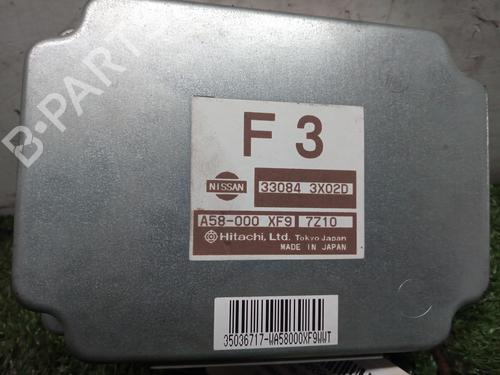 B-PARTS
F 3
NISSAN 33084 3X02D
A58-000 XF9 7Z10
Hitachi, Ltd. Tokyo Japan
MADE IN JAPAN
35036717-WA58000XF9WWT